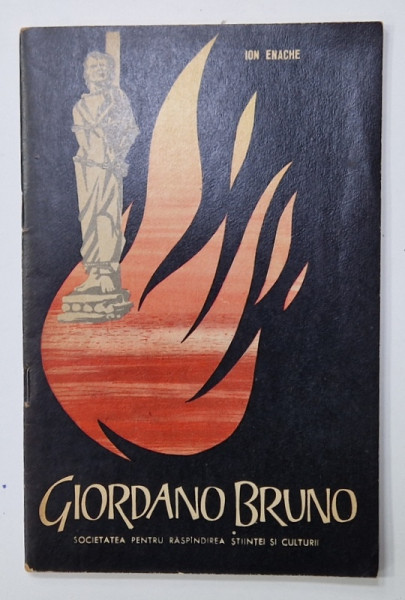 ION ENACHE
GIORDANO BRUNO
SOCIETATEA PENTRU RĂSPÎNDIREA ȘTIINȚEI ȘI CULTURII